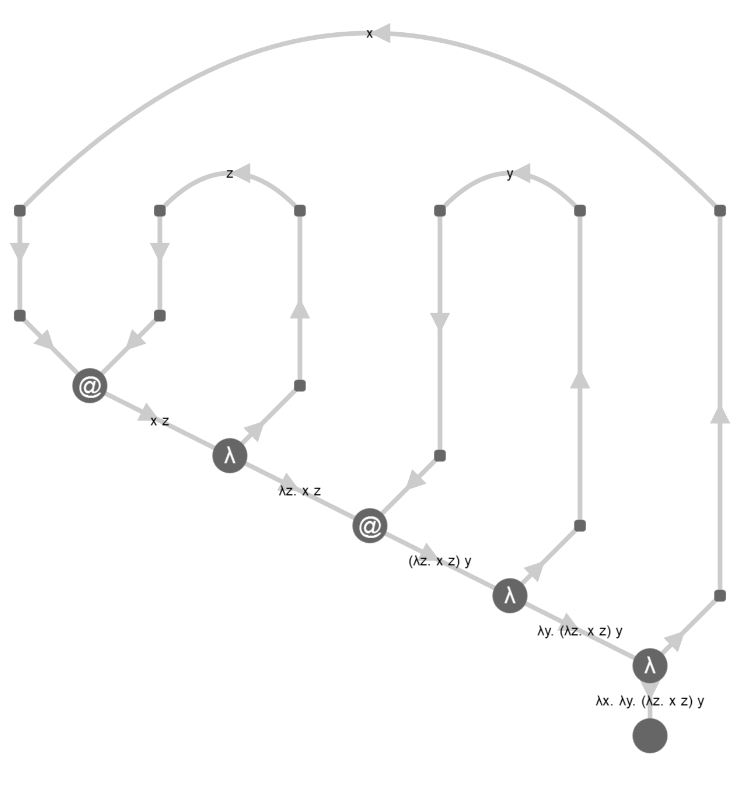 x
z
y
@
x z
λ
λz. x z
@
(λz. x z) y
λ
λy. (λz. x z) y
λ
λx. λy. (λz. x z) y